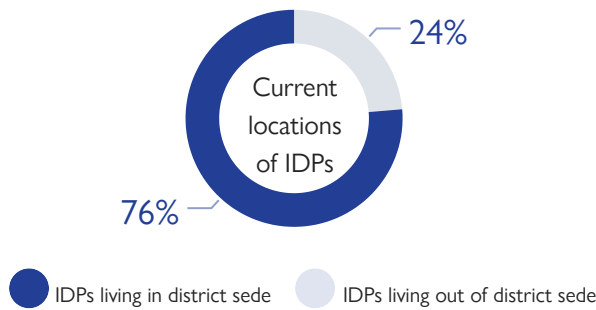 24%
Current
locations
of IDPs
76%
IDPs living in district sede
IDPs living out of district sede